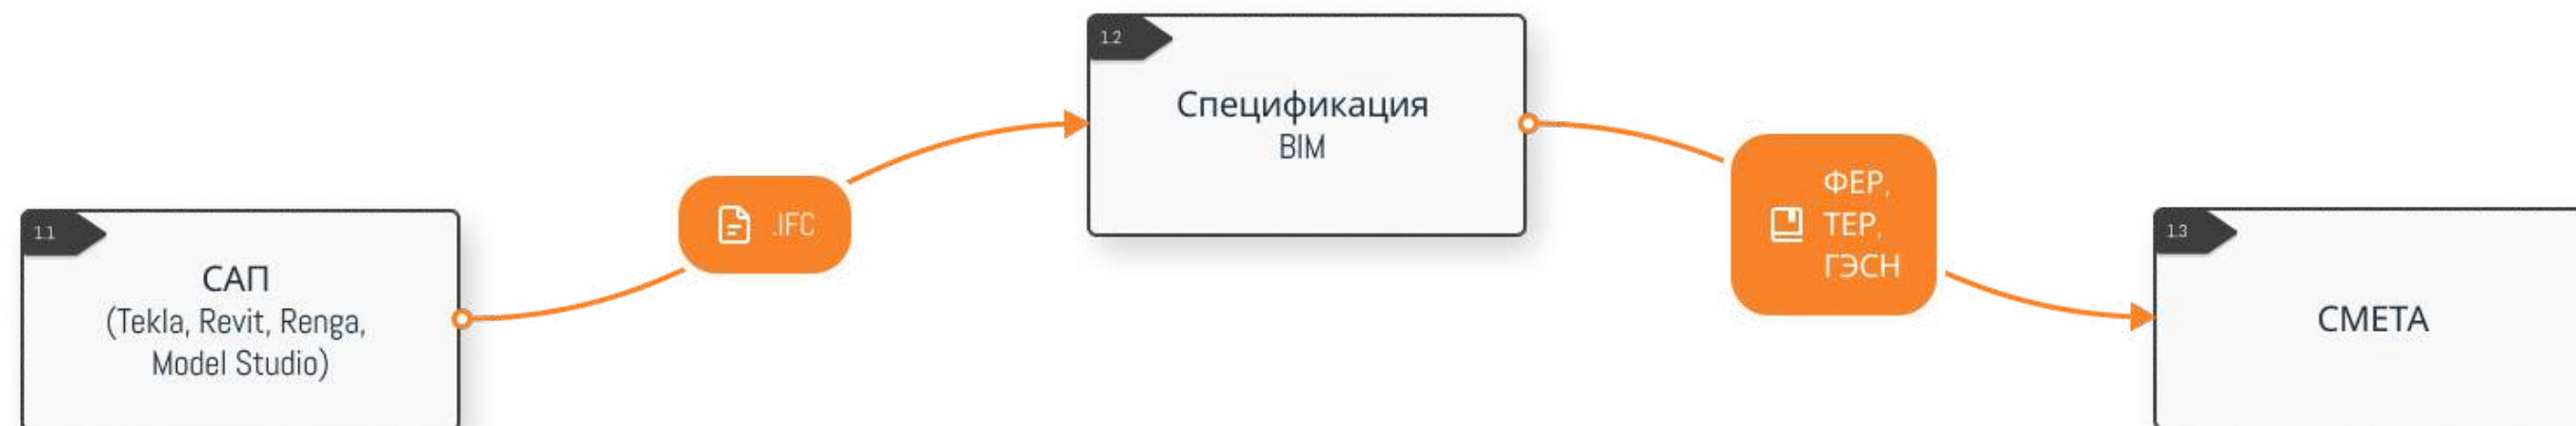 1.1
САП
(Tekla, Revit, Renga,
Model Studio)
.IFC
1.2
Спецификация
BIM
ФЕР,
ТЕР,
ГЭСН
1.3
СМЕТА